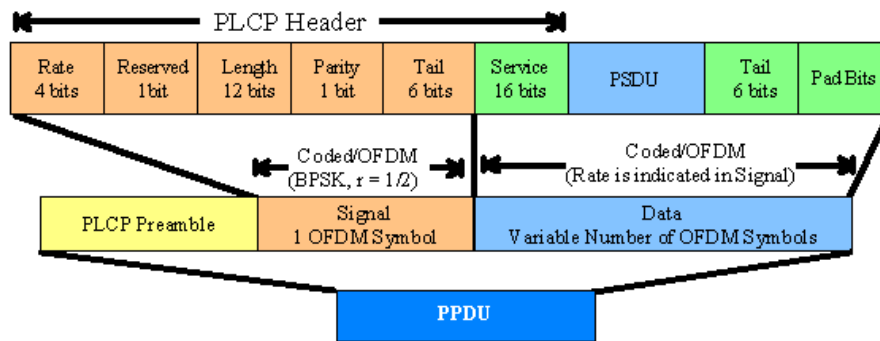 PLCP Header
Rate
4 bits
Reserved
1bit
Length
12 bits
Parity
1 bit
Tail
6 bits
Service
16 bits
PSDU
Tail
6 bits
Pad Bits
Coded/OFDM
(BPSK, r = 1/2)
Coded/OFDM
(Rate is indicated in Signal)
PLCP Preamble
Signal
1 OFDM Symbol
Data
Variable Number of OFDM Symbols
PPDU